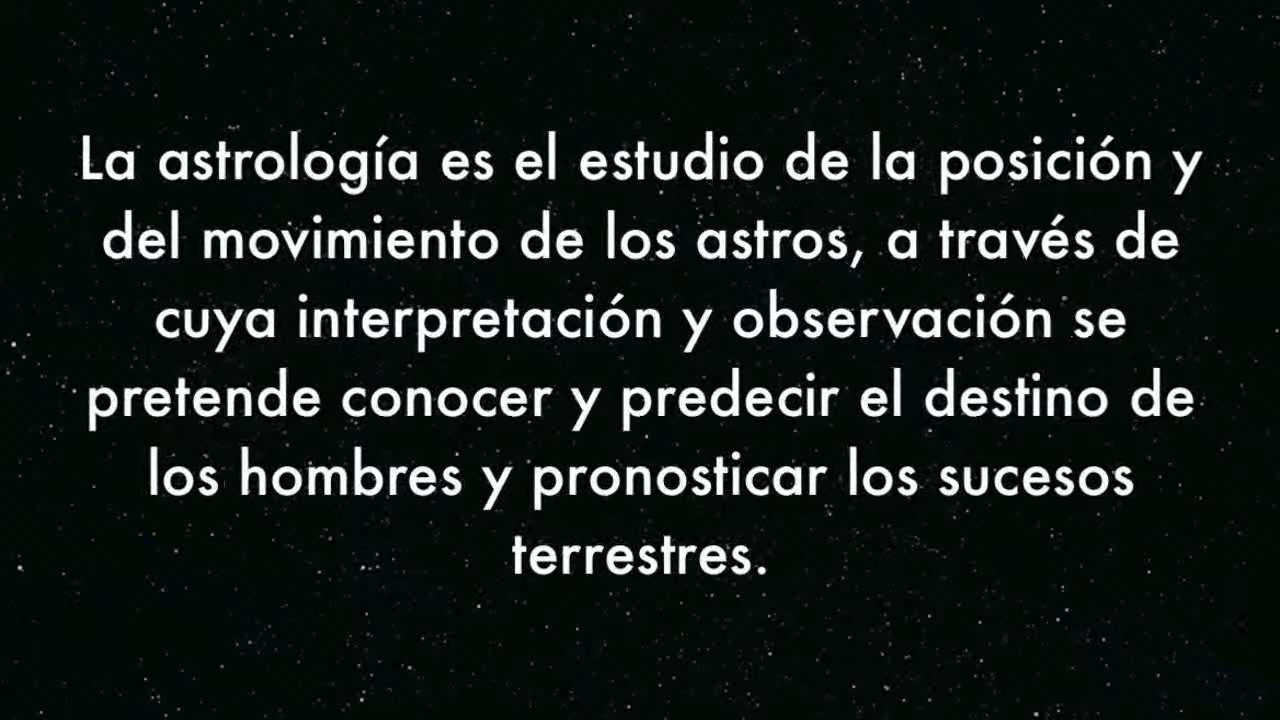 La astrología es el estudio de la posición y
del movimiento de los astros, a través de
cuya interpretación y observación se
pretende conocer y predecir el destino de
los hombres y pronosticar los sucesos
terrestres.